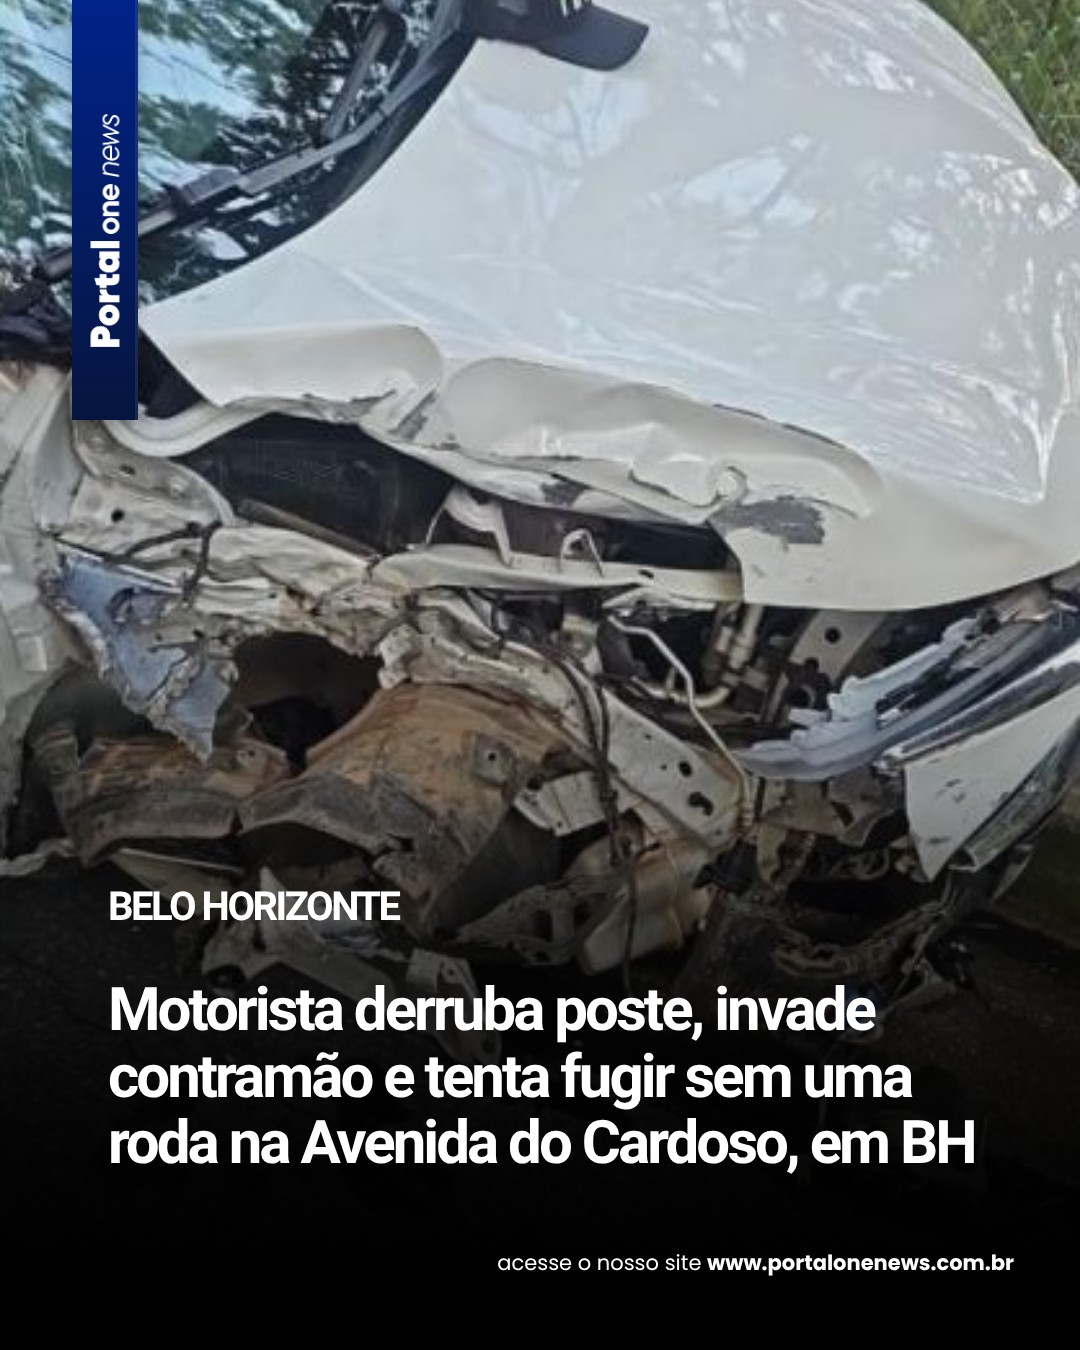 Portal one news
BELO HORIZONTE
Motorista derruba poste, invade
contramão e tenta fugir sem uma
roda na Avenida do Cardoso, em BH
acesse o nosso site www.portalonenews.com.br